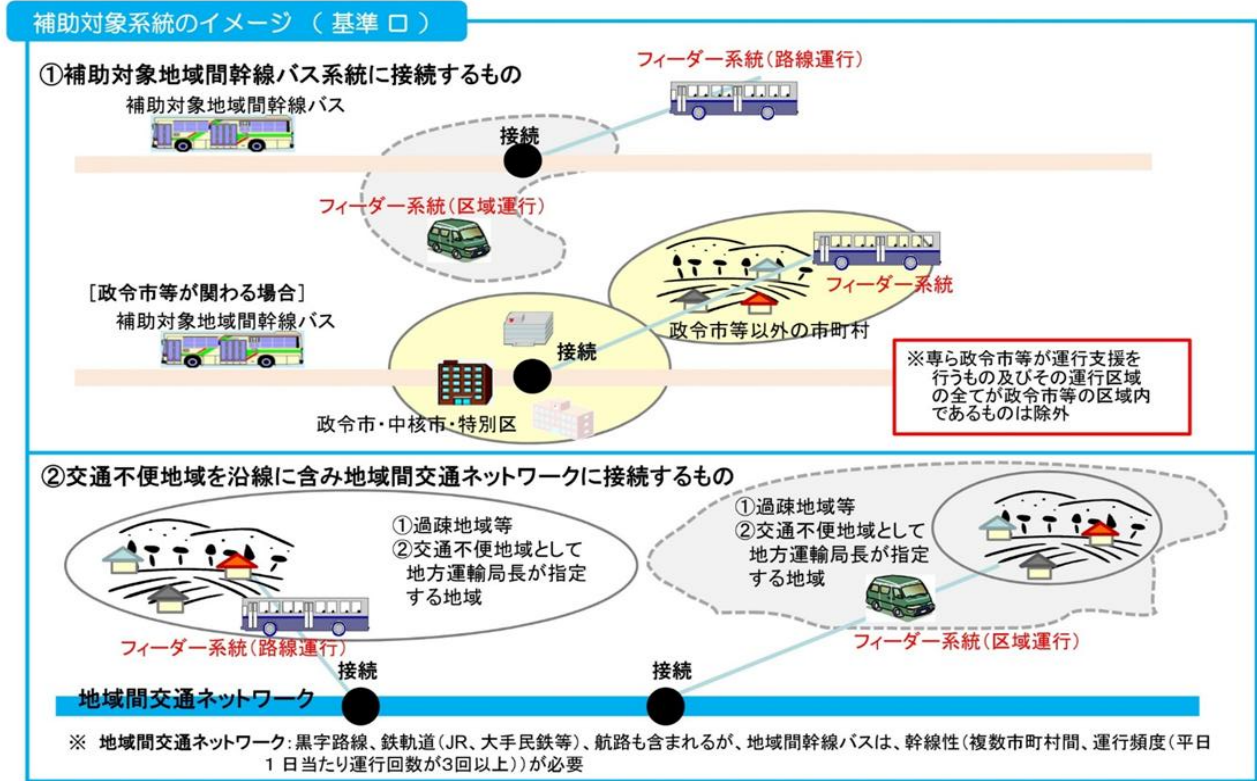 補助対象系統のイメージ （ 基準 ロ ）
①補助対象地域間幹線バス系統に接続するもの
フィーダー系統(路線運行)
補助対象地域間幹線バス
接続
フィーダー系統(区域運行)
[政令市等が関わる場合]
補助対象地域間幹線バス
フィーダー系統
政令市等以外の市町村
接続
政令市・中核市・特別区
※専ら政令市等が運行支援を
行うもの及びその運行区域
の全てが政令市等の区域内
であるものは除外
②交通不便地域を沿線に含み地域間交通ネットワークに接続するもの
①過疎地域等
②交通不便地域として
地方運輸局長が指定
する地域
フィーダー系統(路線運行)
接続
①過疎地域等
②交通不便地域として
地方運輸局長が指定
する地域
フィーダー系統(区域運行)
接続
地域間交通ネットワーク
※ 地域間交通ネットワーク：黒字路線、鉄軌道(JR、大手民鉄等)、航路も含まれるが、地域間幹線バスは、幹線性(複数市町村間、運行頻度(平日
1 日当たり運行回数が3回以上))が必要